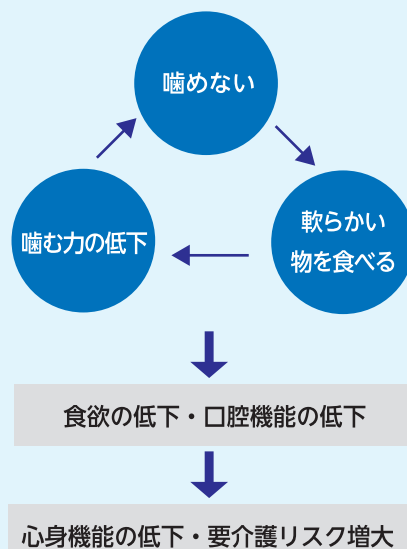 噛めない
軟らかい
物を食べる
噛む力の低下
食欲の低下・口腔機能の低下
心身機能の低下・要介護リスク増大